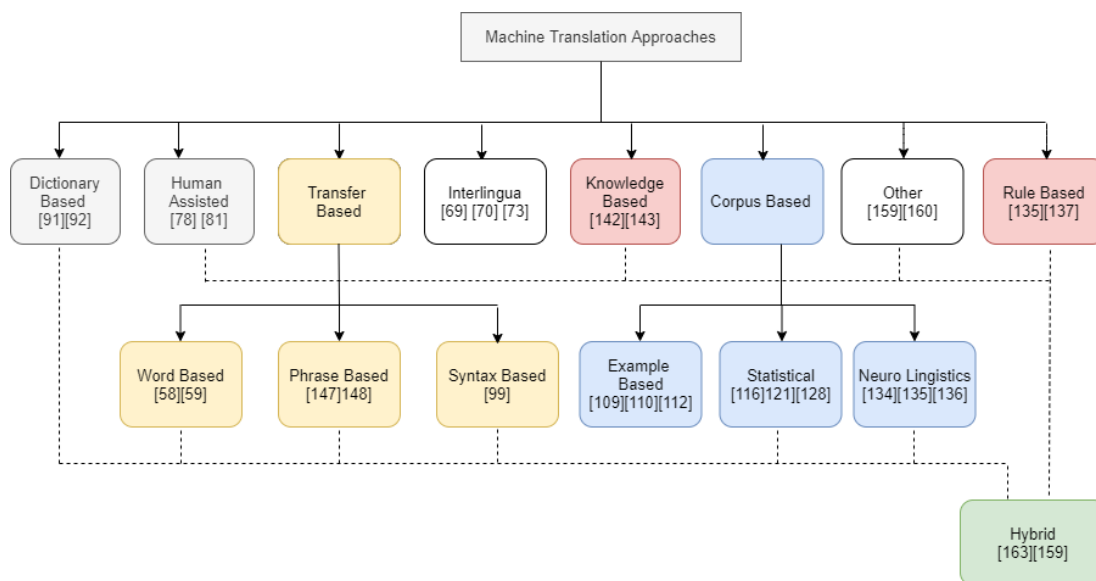 Machine Translation Approaches
Dictionary
Based
[91][92]
Human
Assisted
[78] [81]
Transfer
Based
Interlingua
[69] [70] [73]
Knowledge
Based
[142][143]
Corpus Based
Other
[159][160]
Rule Based
[135][137]
Word Based
[58][59]
Phrase Based
[147]148]
Syntax Based
[99]
Example
Based
[109][110][112]
Statistical
[116]121][128]
Neuro Lingistics
[134][135][136]
Hybrid
[163][159]